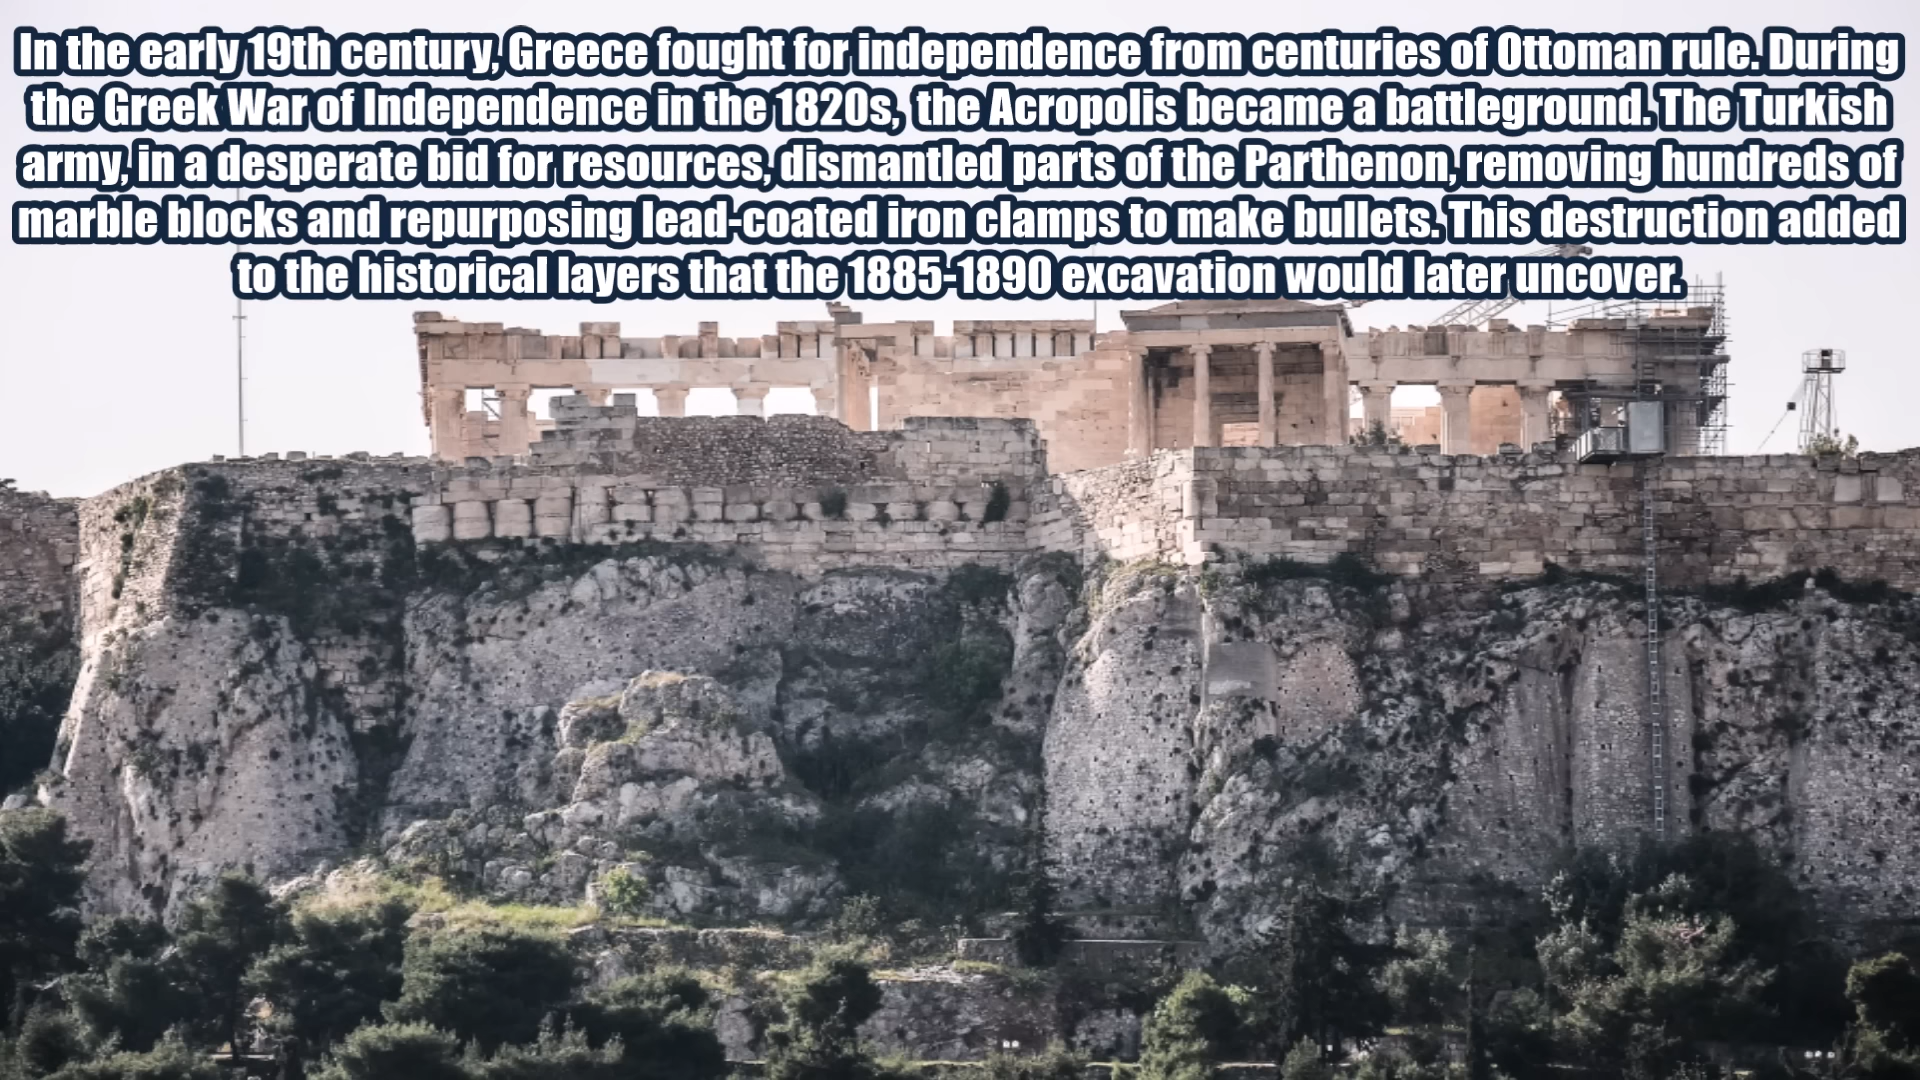 In the early 19th century, Greece fought for independence from centuries of Ottoman rule. During
the Greek War of Independence in the 1820s, the Acropolis became a battleground. The Turkish
army, in a desperate bid for resources, dismantled parts of the Parthenon, removing hundreds of
marble blocks and repurposing lead-coated iron clamps to make bullets. This destruction added
to the historical layers that the 1885-1890 excavation would later uncover.